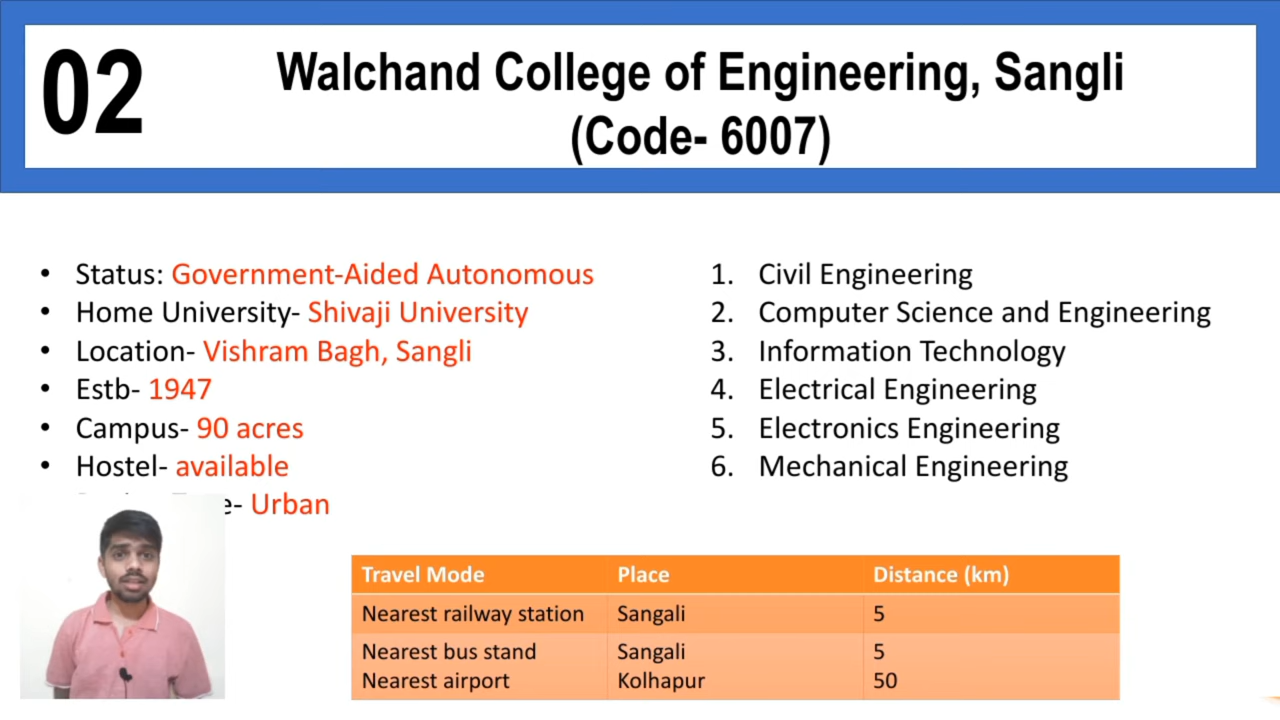 02
Walchand College of Engineering, Sangli
(Code- 6007)
• Status: Government-Aided Autonomous
• Home University- Shivaji University
• Location- Vishram Bagh, Sangli
• Estb- 1947
• Campus- 90 acres
• Hostel- available
Urban
1. Civil Engineering
2. Computer Science and Engineering
3. Information Technology
4. Electrical Engineering
5. Electronics Engineering
6. Mechanical Engineering
Travel Mode Place Distance (km)
Nearest railway station Sangali 5
Nearest bus stand Sangali 5
Nearest airport Kolhapur 50